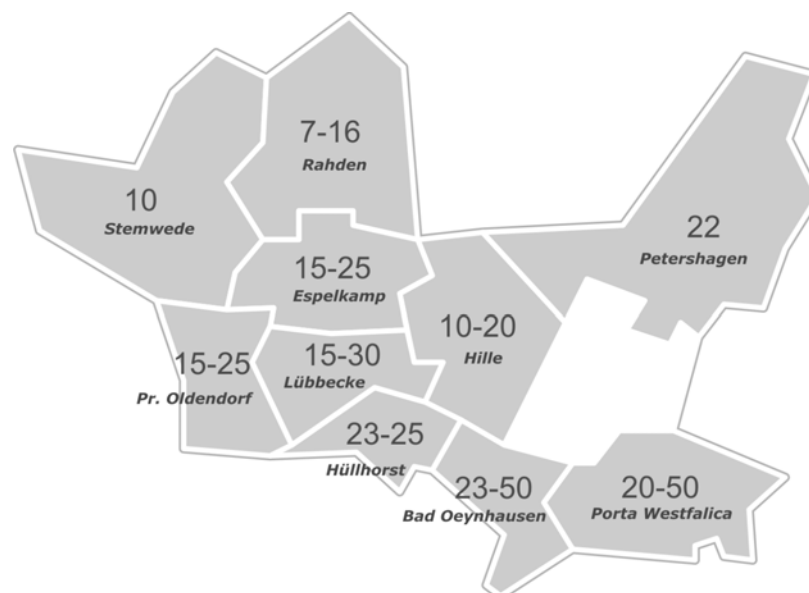 7-16
Rahden
10
Stemwede
22
Petershagen
15-25
Espelkamp
10-20
Hille
15-25
Pr. Oldendorf
15-30
Lübbecke
23-25
Hüllhorst
23-50
Bad Oeynhausen
20-50
Porta Westfalica